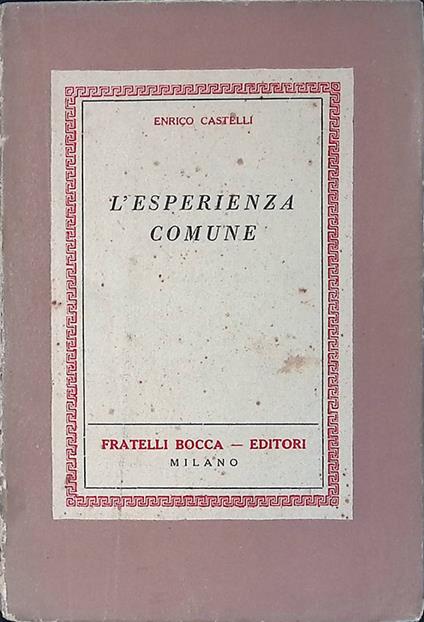 ENRICO CASTELLI
L'ESPERIENZA
COMUNE
FRATELLI BOCCA — EDITORI
MILANO